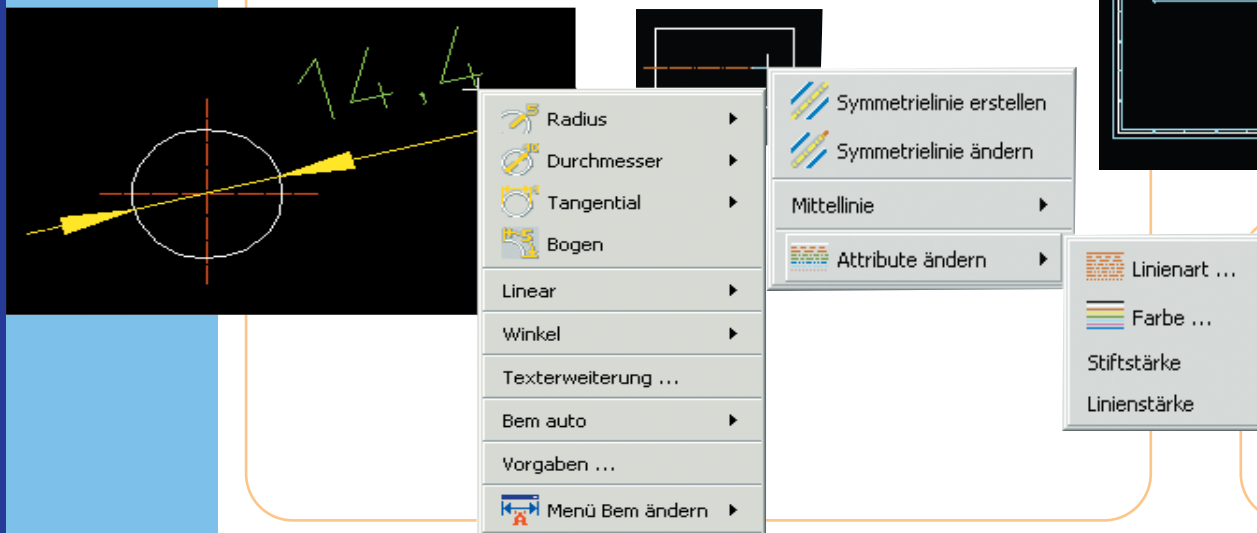 14,4
Radius
Durchmesser
Tangential
Bogen
Linear
Winkel
Texterweiterung ...
Bem auto
Vorgaben ...
Menü Bem ändern
Symmetrielinie erstellen
Symmetrielinie ändern
Mittellinie
Attribute ändern
Linienart ...
Farbe ...
Stiftstärke
Linienstärke